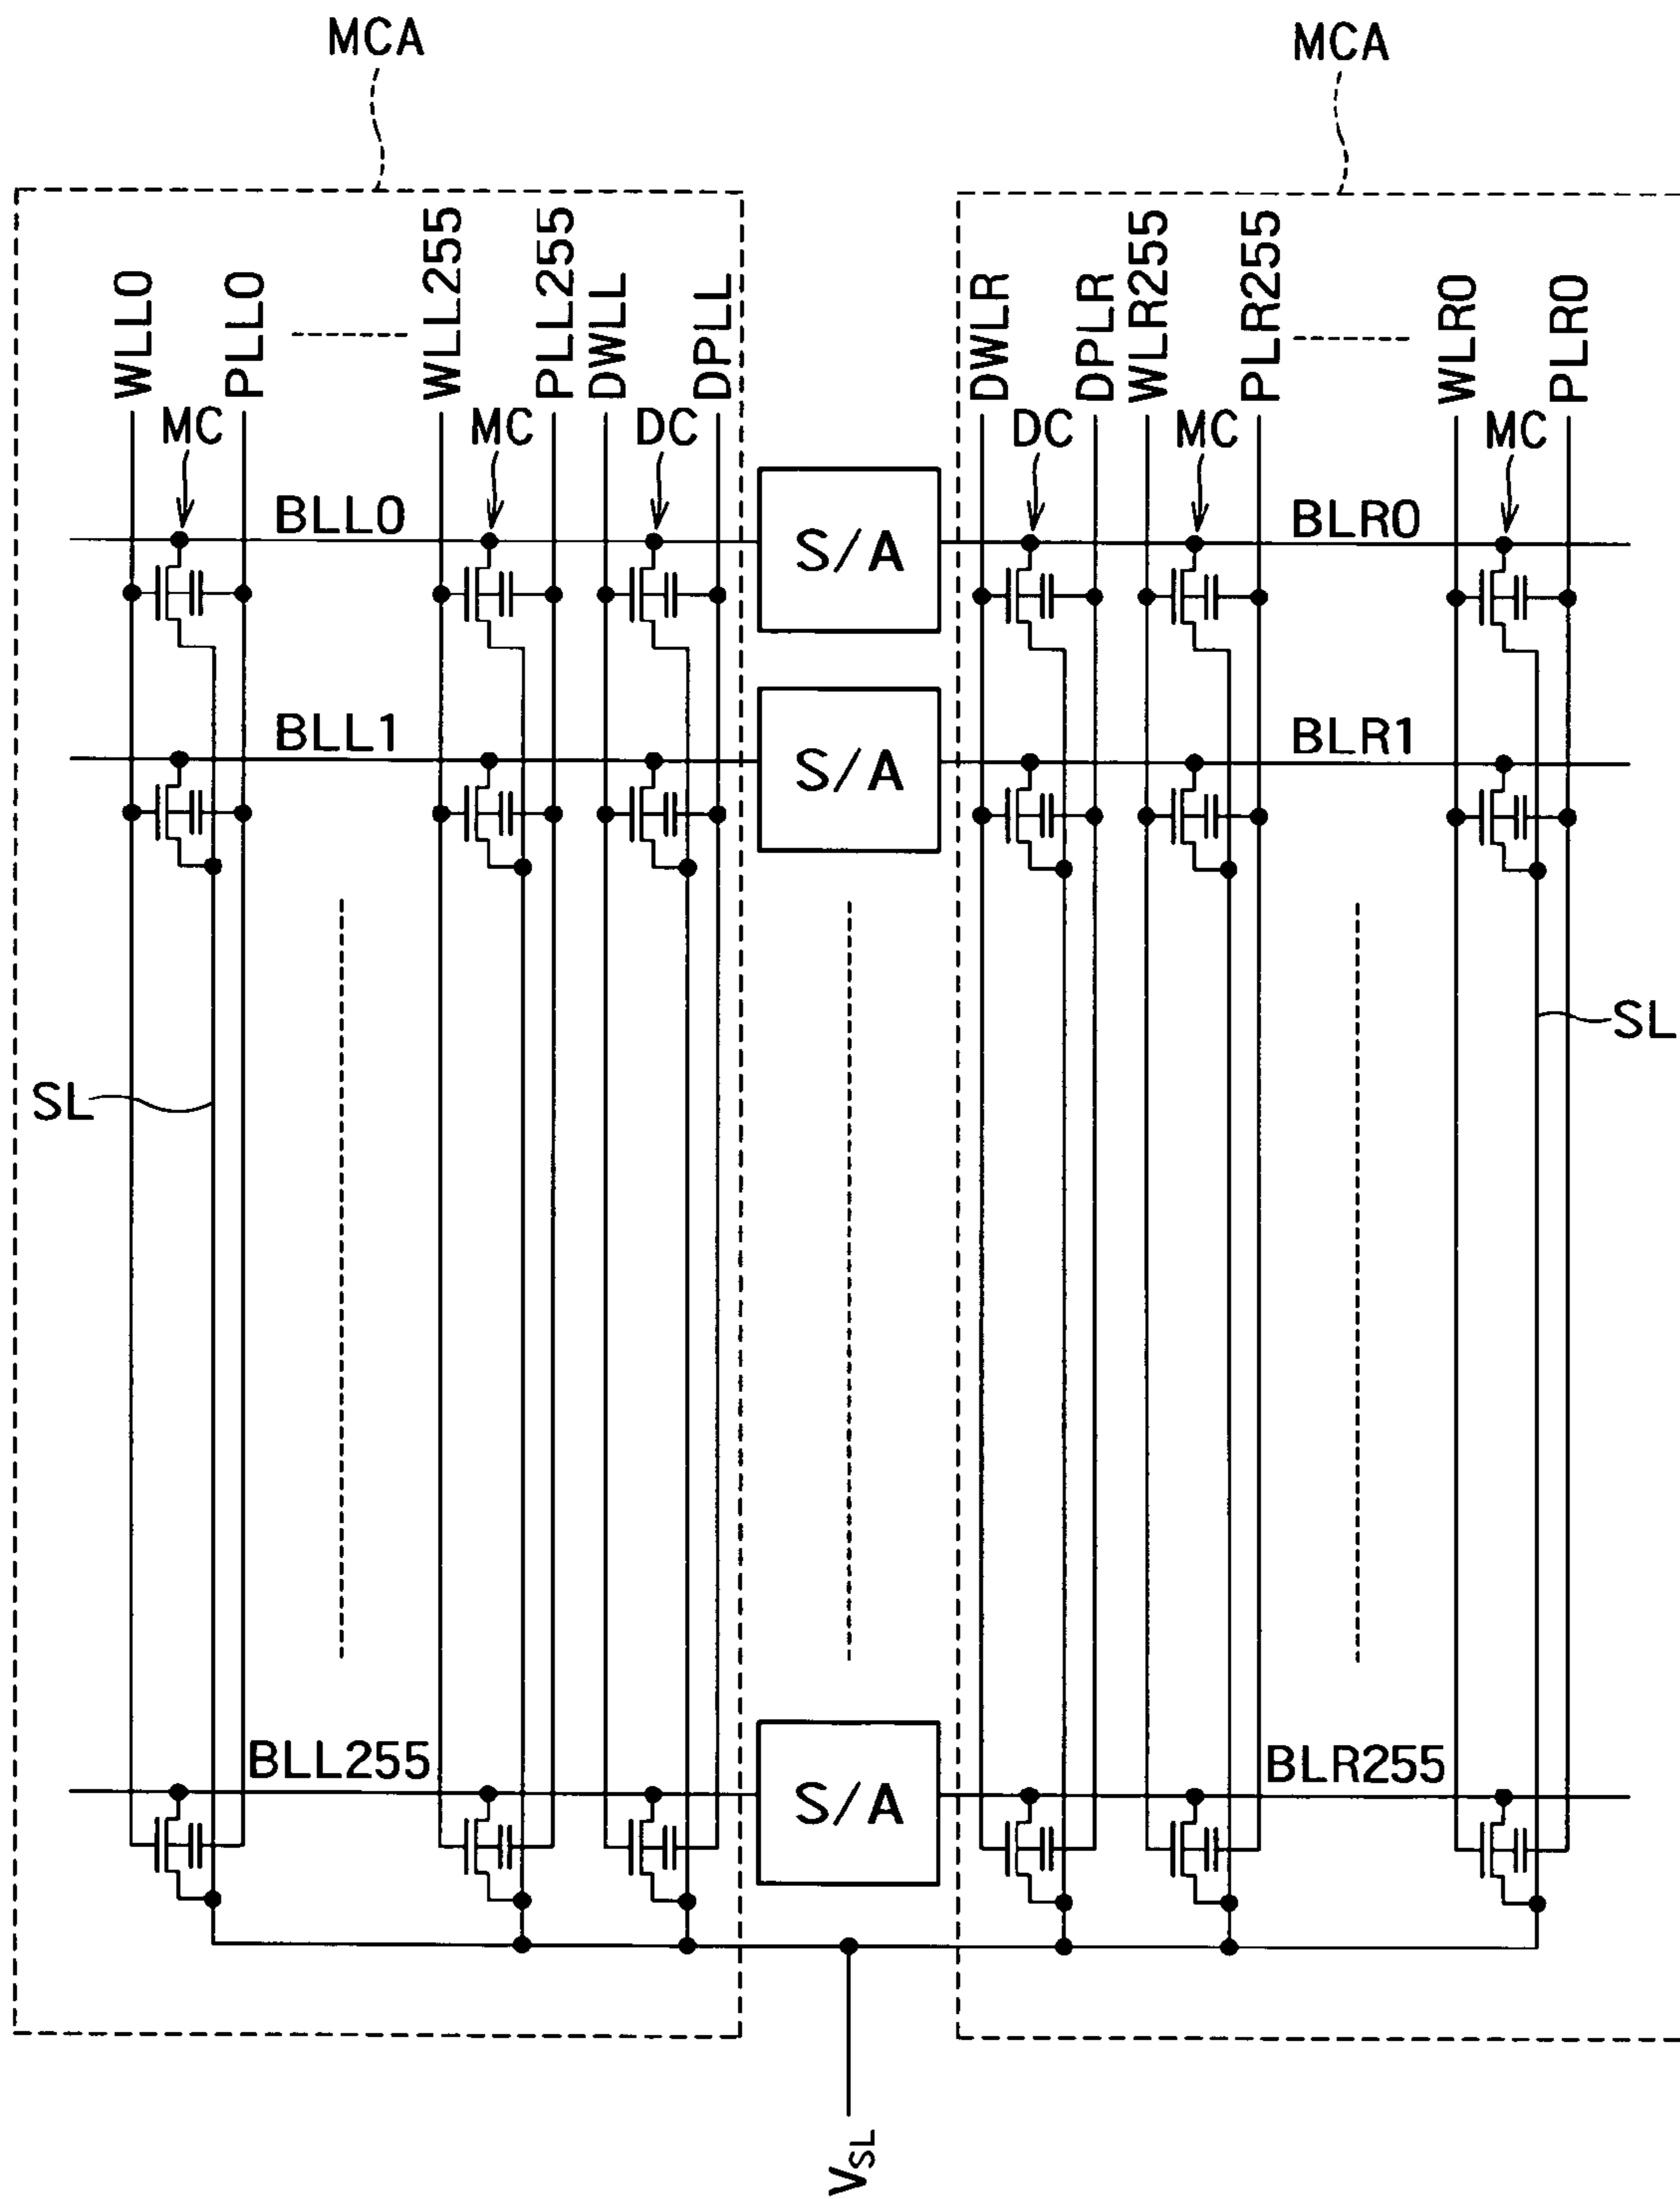 MCA
MCA
WLL0
PLL0
WLL255
PLL255
DWLL
DPLL
DWLR
DPLR
WLR255
PLR255
WLR0
PLR0
MC
MC
DC
DC
MC
MC
BLL0
S/A
BLR0
BLL1
S/A
BLR1
SL
SL
BLL255
S/A
BLR255
VSL